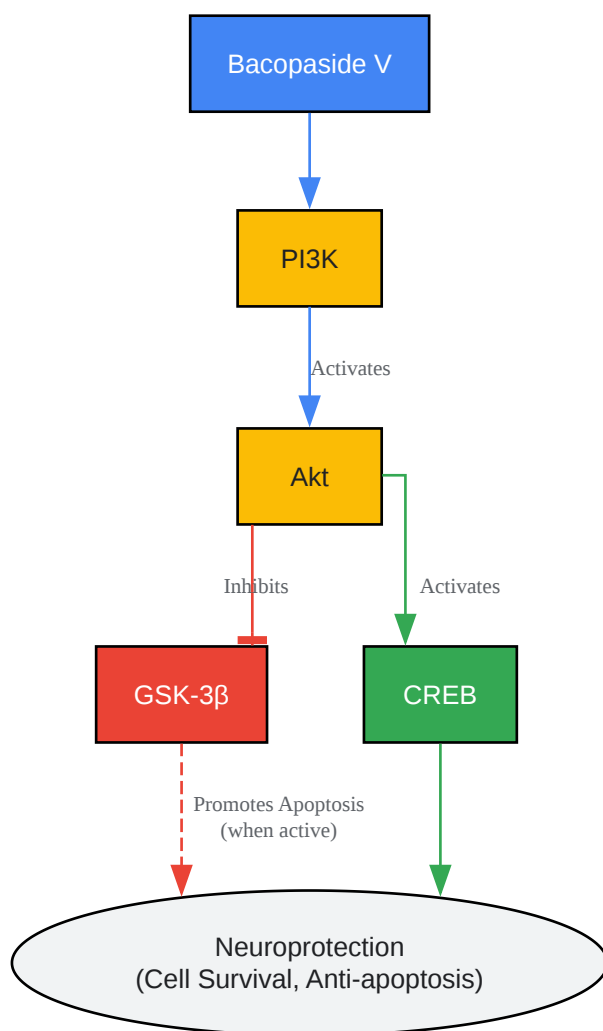 Bacopaside V
PI3K
Activates
Akt
Inhibits
Activates
GSK-3β
CREB
Promotes Apoptosis
(when active)
Neuroprotection
(Cell Survival, Anti-apoptosis)